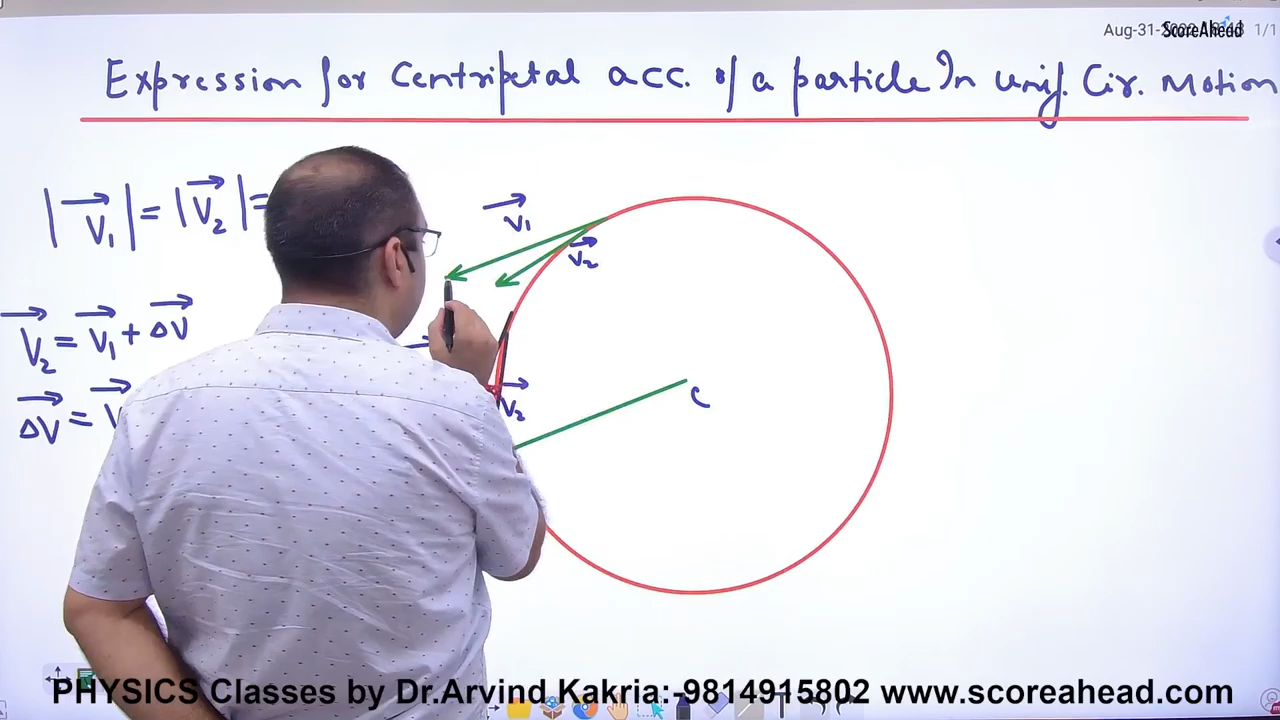 Aug-31-2022 ScoreAhead 1/1
Expression for Centripetal acc. of a particle In unif. Cir. Motion
|V₁| = |V₂| =
V₁
V₂
V₂ = V₁ + ΔV
ΔV = V
V₂
C
PHYSICS Classes by Dr.Arvind Kakria:-9814915802 www.scoreahead.com